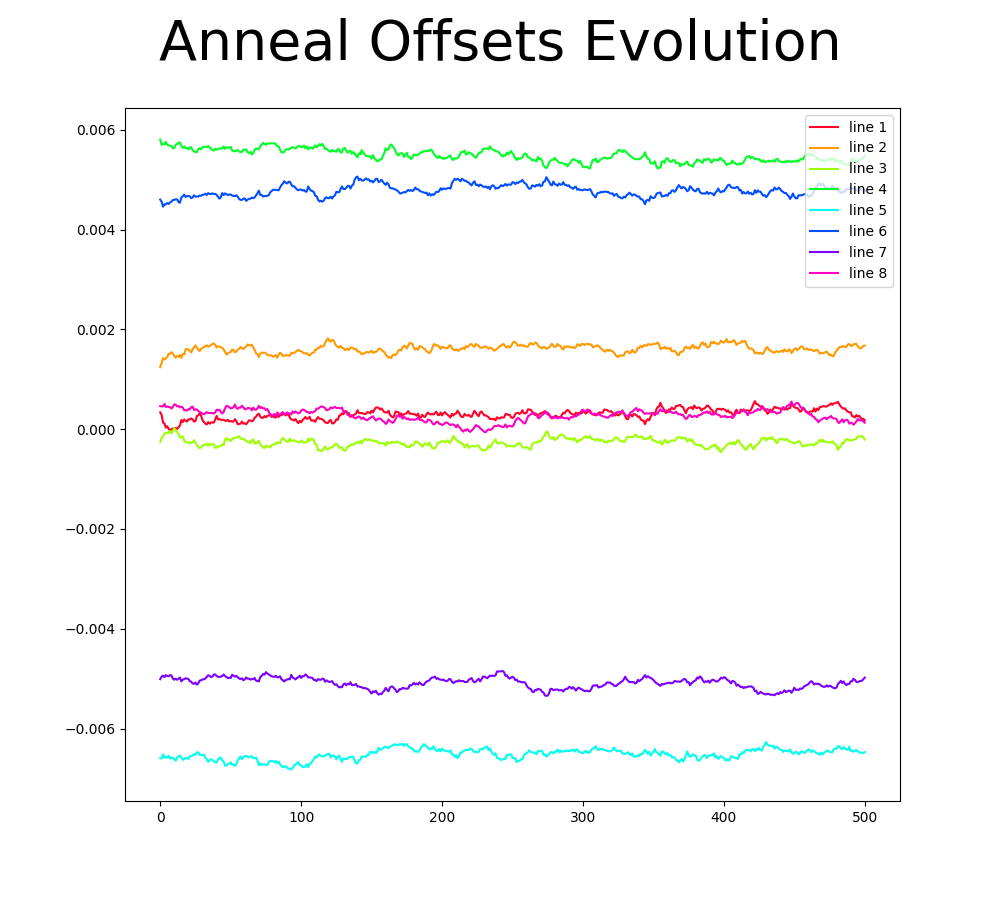 Anneal Offsets Evolution
0.006
0.004
0.002
0.000
−0.002
−0.004
−0.006
0 100 200 300 400 500
line 1
line 2
line 3
line 4
line 5
line 6
line 7
line 8